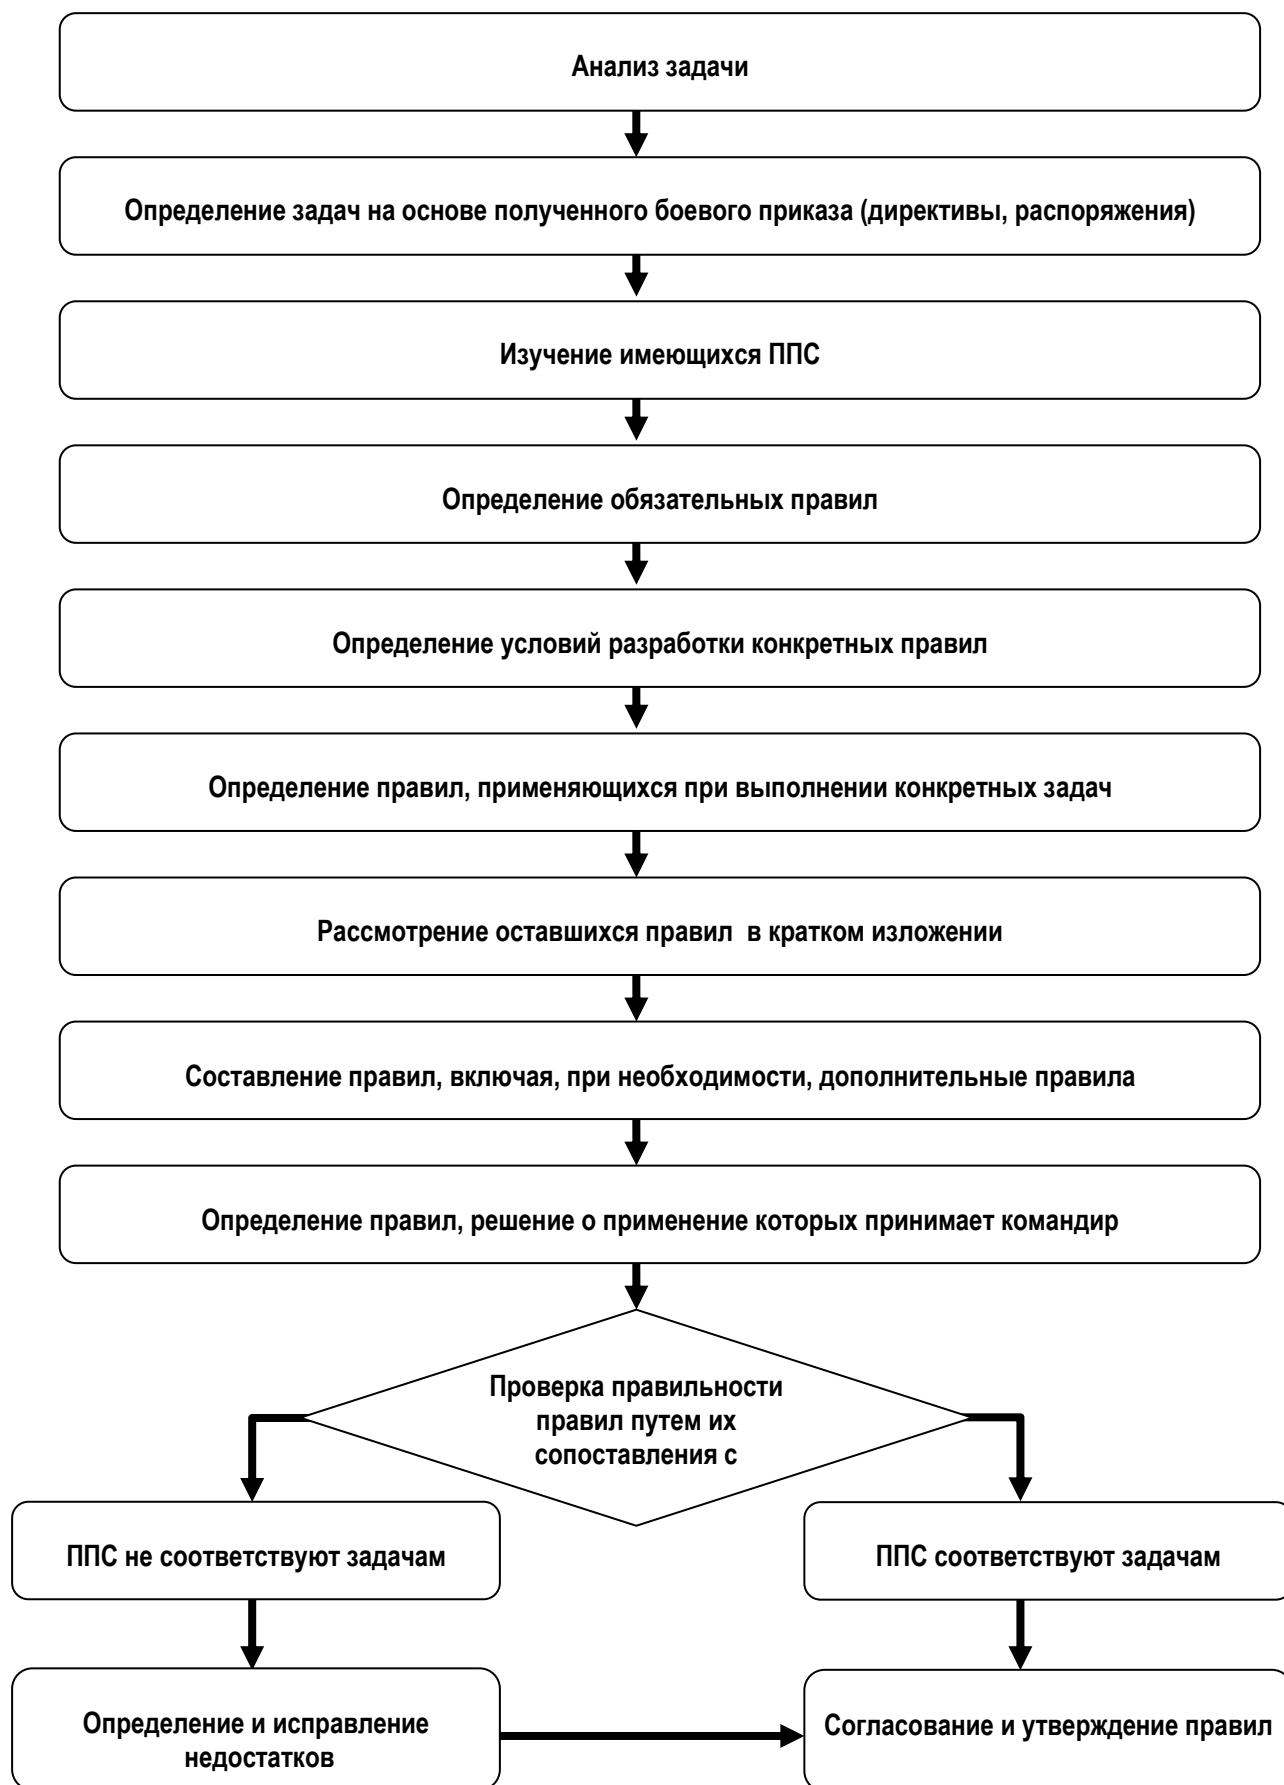 Анализ задачи
Определение задач на основе полученного боевого приказа (директивы, распоряжения)
Изучение имеющихся ППС
Определение обязательных правил
Определение условий разработки конкретных правил
Определение правил, применяющихся при выполнении конкретных задач
Рассмотрение оставшихся правил в кратком изложении
Составление правил, включая, при необходимости, дополнительные правила
Определение правил, решение о применение которых принимает командир
Проверка правильности
правил путем их
сопоставления с
ППС не соответствуют задачам
ППС соответствуют задачам
Определение и исправление
недостатков
Согласование и утверждение правил